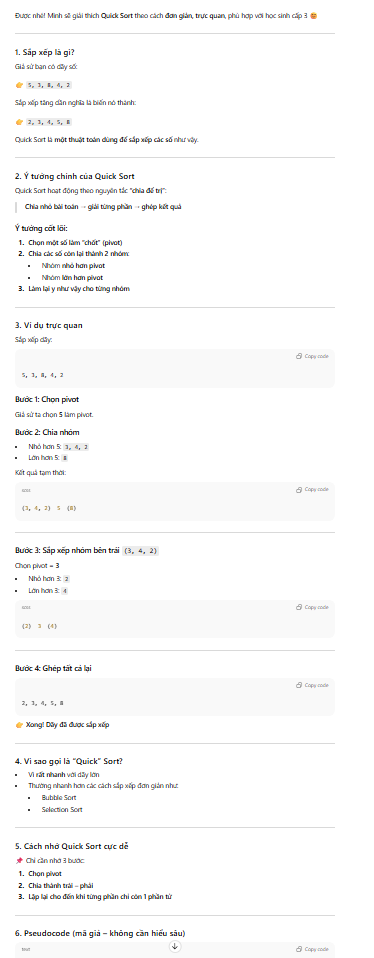 Được nhé! Mình sẽ giải thích Quick Sort theo cách đơn giản, trực quan, phù hợp với học sinh cấp 3 😊
1. Sắp xếp là gì?
Giả sử bạn có dãy số:
👉 5, 3, 8, 4, 2
Sắp xếp tăng dần nghĩa là biến nó thành:
👉 2, 3, 4, 5, 8
Quick Sort là một thuật toán dùng để sắp xếp các số như vậy.
2. Ý tưởng chính của Quick Sort
Quick Sort hoạt động theo nguyên tắc "chia để trị":
Chia nhỏ bài toán → giải từng phần → ghép kết quả
Ý tưởng cốt lõi:
1. Chọn một số làm "chốt" (pivot)
2. Chia các số còn lại thành 2 nhóm:
• Nhóm nhỏ hơn pivot
• Nhóm lớn hơn pivot
3. Làm lại y như vậy cho từng nhóm
3. Ví dụ trực quan
Sắp xếp dãy:
Copy code
5, 3, 8, 4, 2
Bước 1: Chọn pivot
Giả sử ta chọn 5 làm pivot.
Bước 2: Chia nhóm
• Nhỏ hơn 5: 3, 4, 2
• Lớn hơn 5: 8
Kết quả tạm thời:
Copy code
(3, 4, 2) 5 (8)
Bước 3: Sắp xếp nhóm bên trái (3, 4, 2)
Chọn pivot = 3
• Nhỏ hơn 3: 2
• Lớn hơn 3: 4
Copy code
(2) 3 (4)
Bước 4: Ghép tất cả lại
Copy code
2, 3, 4, 5, 8
👉 Xong! Dãy đã được sắp xếp
4. Vì sao gọi là "Quick" Sort?
• Vì rất nhanh với dãy lớn
• Thường nhanh hơn các cách sắp xếp đơn giản như:
• Bubble Sort
• Selection Sort
5. Cách nhớ Quick Sort cực dễ
📌 Chỉ cần nhớ 3 bước:
1. Chọn pivot
2. Chia thành trái – phải
3. Lặp lại cho đến khi từng phần chỉ còn 1 phần tử
6. Pseudocode (mã giả – không cần hiểu sâu)
text Copy code